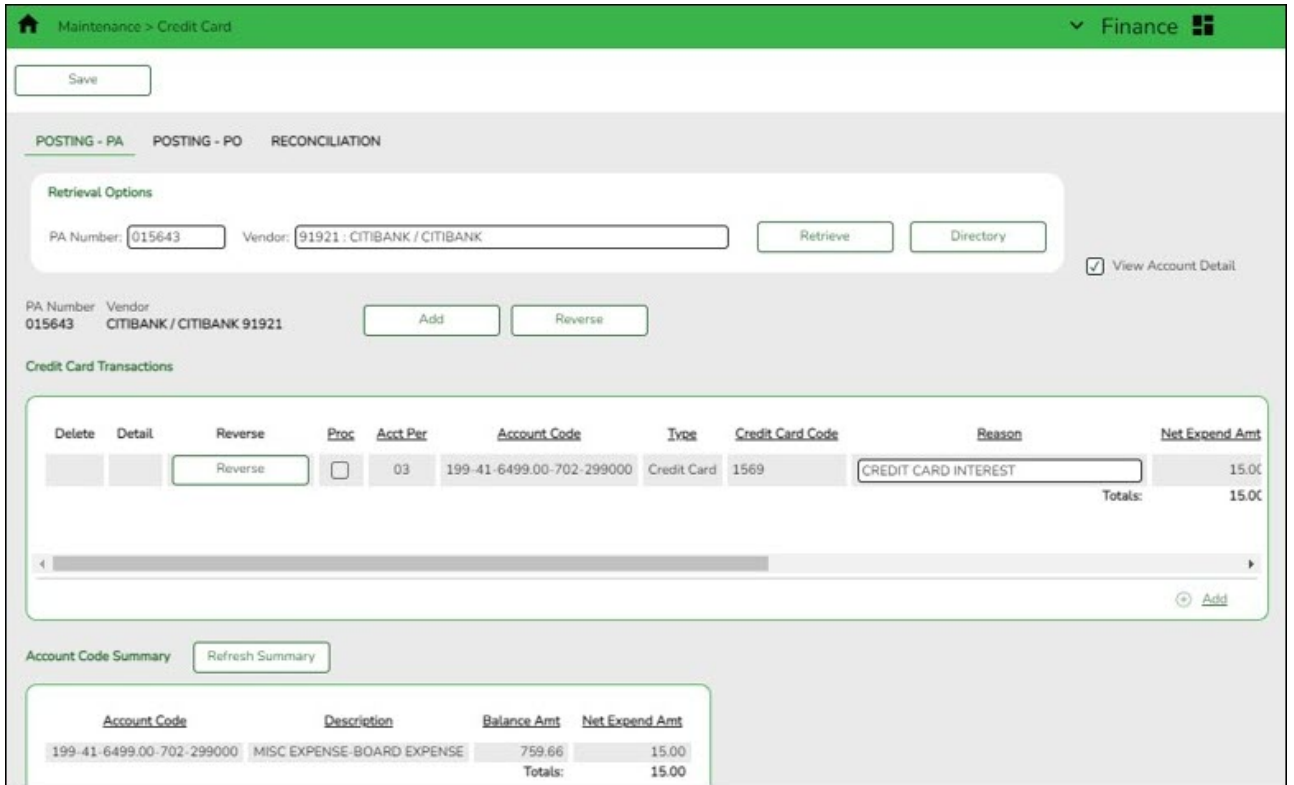 Maintenance > Credit Card
Finance
Save
POSTING - PA POSTING - PO RECONCILIATION
Retrieval Options
PA Number: 015643 Vendor: 91921 : CITIBANK / CITIBANK Retrieve Directory
View Account Detail
PA Number Vendor
015643 CITIBANK / CITIBANK 91921
Add Reverse
Credit Card Transactions
Delete Detail Reverse Proc Acct Per Account Code Type Credit Card Code Reason Net Expend Amt
Reverse 03 199-41-6499.00-702-299000 Credit Card 1569 CREDIT CARD INTEREST 15.00
Totals: 15.00
Add
Account Code Summary Refresh Summary
Account Code Description Balance Amt Net Expend Amt
199-41-6499.00-702-299000 MISC EXPENSE-BOARD EXPENSE 759.66 15.00
Totals: 15.00